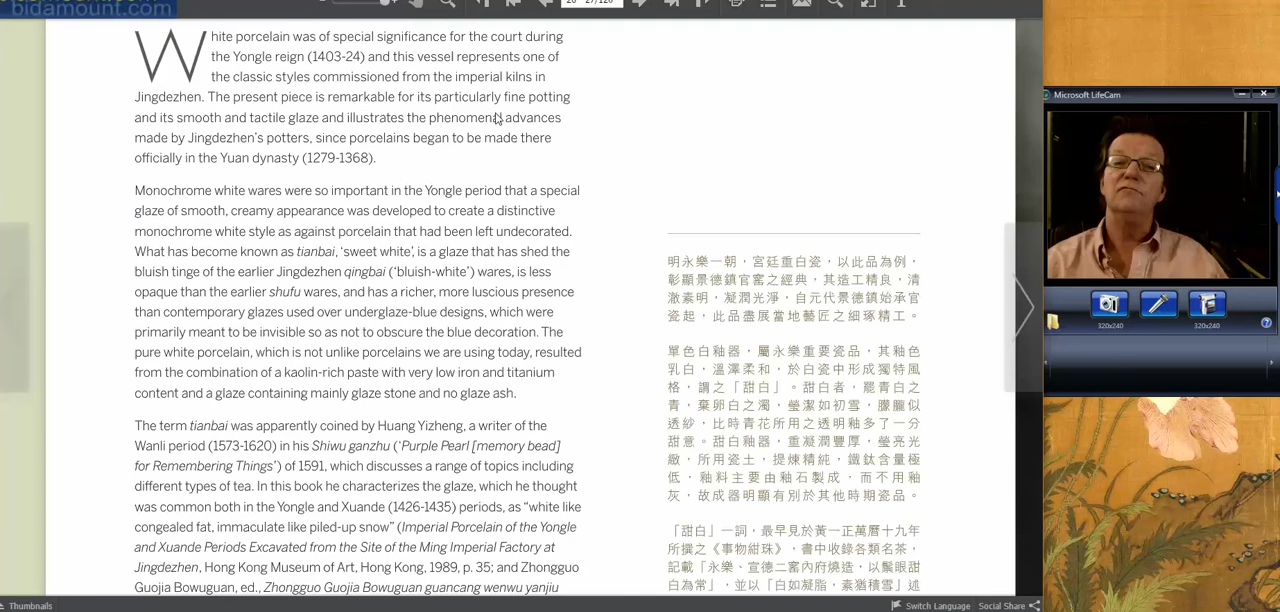 bidamount.com
26 - 27/128
White porcelain was of special significance for the court during
the Yongle reign (1403-24) and this vessel represents one of
the classic styles commissioned from the imperial kilns in
Jingdezhen. The present piece is remarkable for its particularly fine potting
and its smooth and tactile glaze and illustrates the phenomenal advances
made by Jingdezhen's potters, since porcelains began to be made there
officially in the Yuan dynasty (1279-1368).
Monochrome white wares were so important in the Yongle period that a special
glaze of smooth, creamy appearance was developed to create a distinctive
monochrome white style as against porcelain that had been left undecorated.
What has become known as tianbai, ‘sweet white’, is a glaze that has shed the
bluish tinge of the earlier Jingdezhen qingbai (‘bluish-white’) wares, is less
opaque than the earlier shufu wares, and has a richer, more luscious presence
than contemporary glazes used over underglaze-blue designs, which were
primarily meant to be invisible so as not to obscure the blue decoration. The
pure white porcelain, which is not unlike porcelains we are using today, resulted
from the combination of a kaolin-rich paste with very low iron and titanium
content and a glaze containing mainly glaze stone and no glaze ash.
The term tianbai was apparently coined by Huang Yizheng, a writer of the
Wanli period (1573-1620) in his Shiwu ganzhu (‘Purple Pearl [memory bead]
for Remembering Things’) of 1591, which discusses a range of topics including
different types of tea. In this book he characterizes the glaze, which he thought
was common both in the Yongle and Xuande (1426-1435) periods, as “white like
congealed fat, immaculate like piled-up snow” (Imperial Porcelain of the Yongle
and Xuande Periods Excavated from the Site of the Ming Imperial Factory at
Jingdezhen, Hong Kong Museum of Art, Hong Kong, 1989, p. 35; and Zhongguo
Guojia Bowuguan, ed., Zhongguo Guojia Bowuguan guancang wenwu yanjiu
明永樂一朝，宮廷重白瓷，以此品為例，
彰顯景德鎮官窰之經典，其造工精良，清
澈素明，凝潤光淨，自元代景德鎮始承官
瓷起，此品盡展當地藝匠之細琢精工。
單色白釉器，屬永樂重要瓷品，其釉色
乳白，溫澤柔和，於白瓷中形成獨特風
格，謂之「甜白」。甜白者，罷青白之
青，棄卵白之濁，瑩潔如初雪，朦朧似
透紗，比時青花所用之透明釉多了一分
甜意。甜白釉器，重凝潤豐厚，瑩亮光
緻，所用瓷土，提煉精純，鐵鈦含量極
低，釉料主要由釉石製成，而不用釉
灰，故成器明顯有別於其他時期瓷品。
「甜白」一詞，最早見於黃一正萬曆十九年
所撰之《事物紺珠》，書中收錄各類名茶，
記載「永樂、宣德二窰內府燒造，以鬃眼甜
白為常」，並以「白如凝脂，素猶積雪」述
Thumbnails
Switch Language
Social Share
Microsoft LifeCam
320x240
320x240